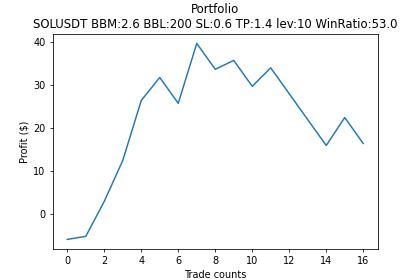 Portfolio
SOLUSDT BBM:2.6 BBL:200 SL:0.6 TP:1.4 lev:10 WinRatio:53.0
40
30
20
10
0
Profit ($)
0 2 4 6 8 10 12 14 16
Trade counts